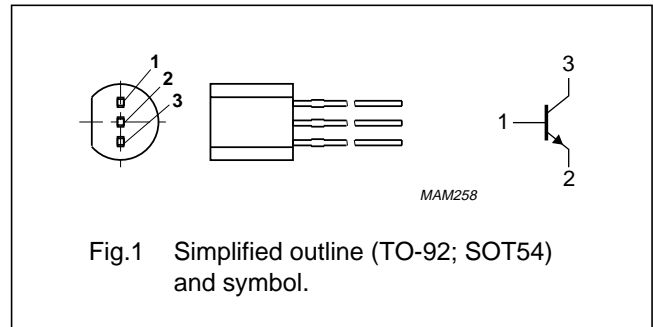 1
2
3
3
1
2
MAM258
Fig.1 Simplified outline (TO-92; SOT54)
and symbol.